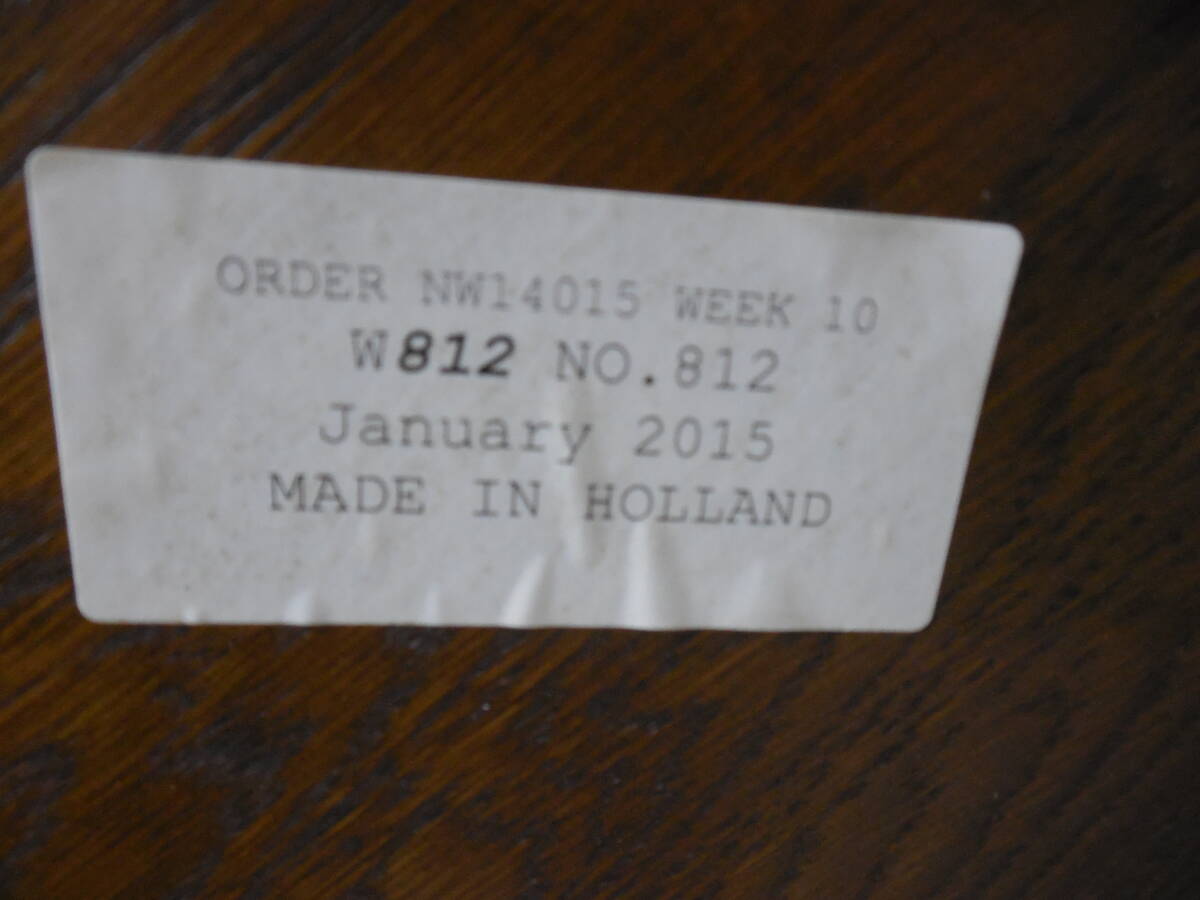 ORDER NW14015 WEEK 10
W812 NO.812
January 2015
MADE IN HOLLAND